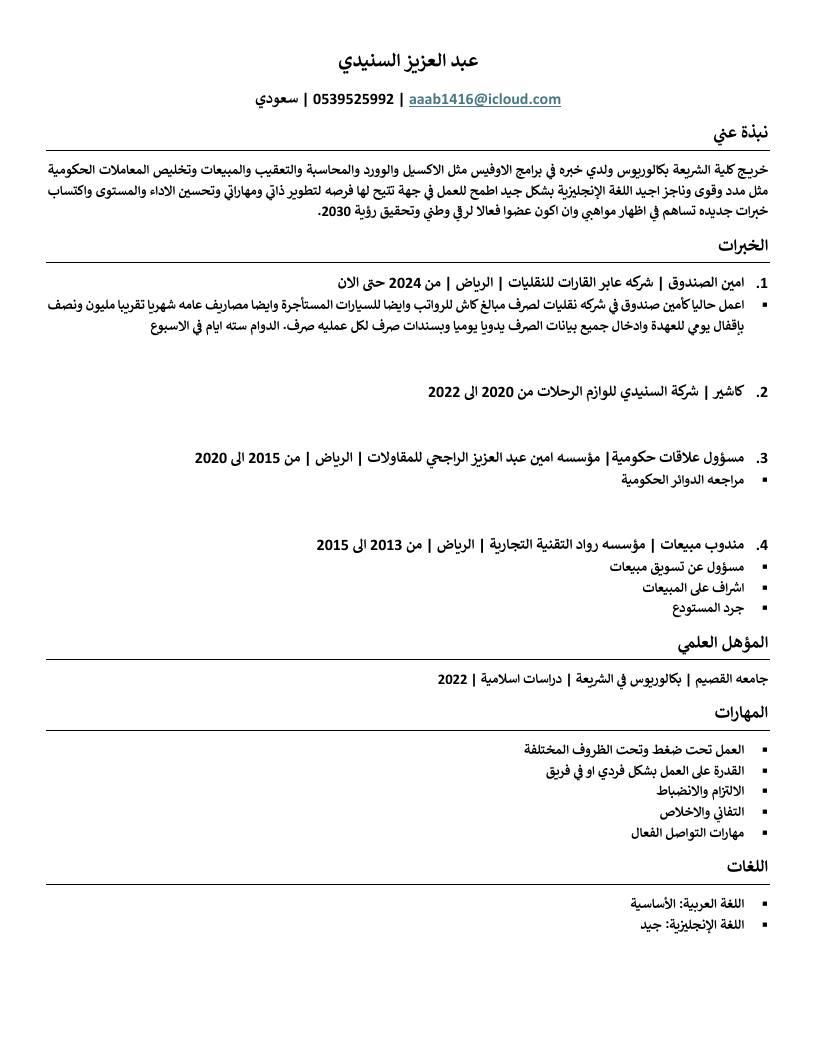 عبد العزيز السنيدي
سعودي | 0539525992 | aaab1416@icloud.com
نبذة عني
خريج كلية الشريعة بكالوريوس ولدي خبره في برامج الاوفيس مثل الاكسيل والوورد والمحاسبة والتعقيب والمبيعات وتخليص المعاملات الحكومية
مثل مدد وقوى وناجز اجيد اللغة الإنجليزية بشكل جيد اطمح للعمل في جهة تتيح لها فرصه لتطوير ذاتي ومهاراتي وتحسين الاداء والمستوى واكتساب
خبرات جديده تساهم في اظهار مواهبي وان اكون عضوا فعالا لرقي وطني وتحقيق رؤية 2030.
الخبرات
1. امين الصندوق | شركه عابر القارات للنقليات | الرياض | من 2024 حتى الان
▪ اعمل حاليا كأمين صندوق في شركه نقليات لصرف مبالغ كاش للرواتب وايضا للسيارات المستأجرة وايضا مصاريف عامه شهريا تقريبا مليون ونصف
بإقفال يومي للعهدة وادخال جميع بيانات الصرف يدويا يوميا وبسندات صرف لكل عمليه صرف. الدوام سته ايام في الاسبوع
2. كاشير | شركة السنيدي للوازم الرحلات من 2020 الى 2022
3. مسؤول علاقات حكومية| مؤسسه امين عبد العزيز الراجحي للمقاولات | الرياض | من 2015 الى 2020
▪ مراجعه الدوائر الحكومية
4. مندوب مبيعات | مؤسسه رواد التقنية التجارية | الرياض | من 2013 الى 2015
▪ مسؤول عن تسويق مبيعات
▪ اشراف على المبيعات
▪ جرد المستودع
المؤهل العلمي
جامعه القصيم | بكالوريوس في الشريعة | دراسات اسلامية | 2022
المهارات
▪ العمل تحت ضغط وتحت الظروف المختلفة
▪ القدرة على العمل بشكل فردي او في فريق
▪ الالتزام والانضباط
▪ التفاني والاخلاص
▪ مهارات التواصل الفعال
اللغات
▪ اللغة العربية: الأساسية
▪ اللغة الإنجليزية: جيد